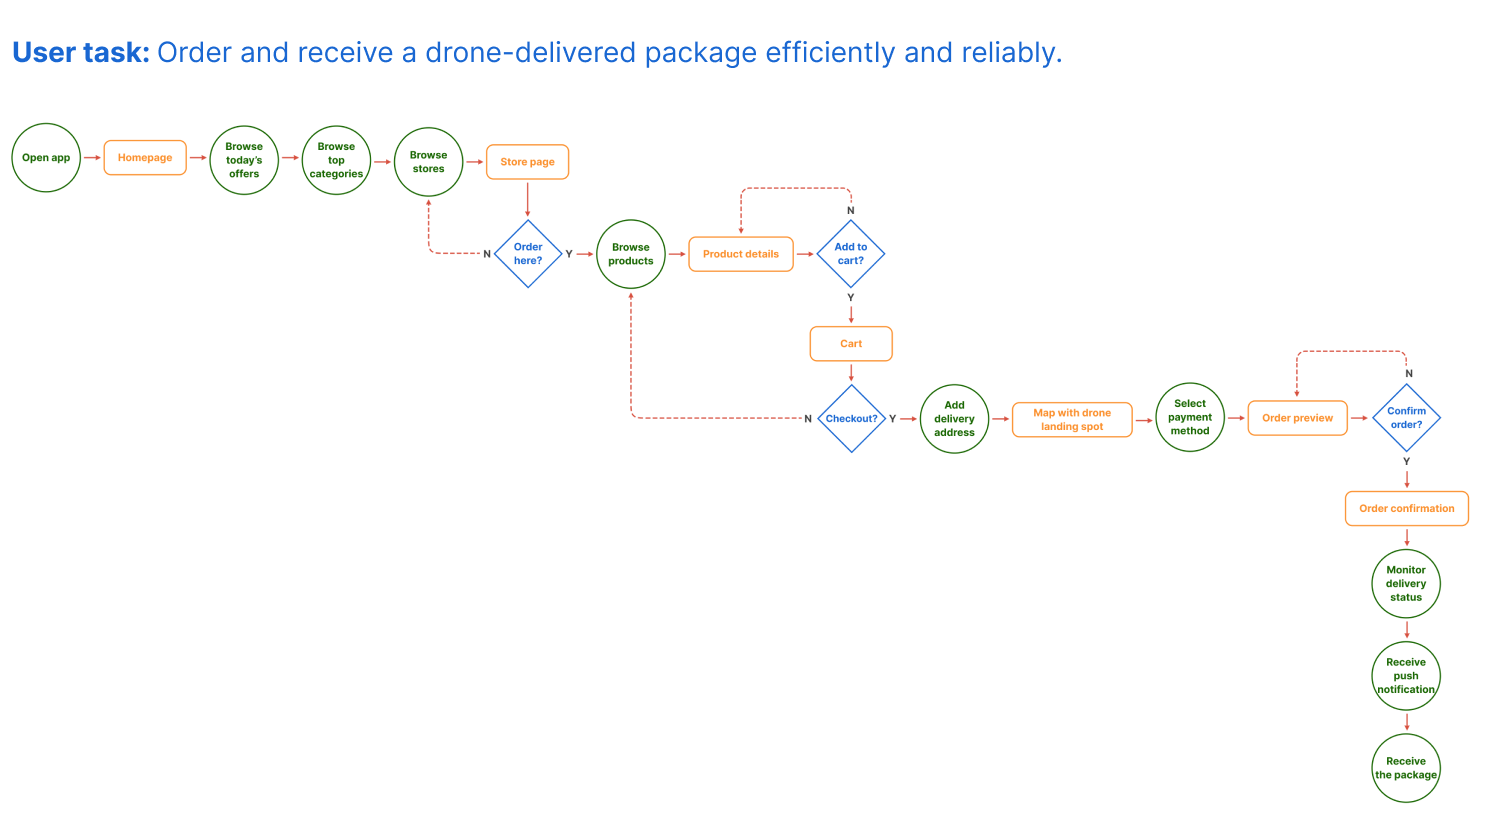 User task: Order and receive a drone-delivered package efficiently and reliably.
Open app
Homepage
Browse
today's
offers
Browse
top
categories
Browse
stores
Store page
Order
here?
N
Y
Browse
products
Product details
Add to
cart?
N
Y
Cart
Checkout?
N
Y
Add
delivery
address
Map with drone
landing spot
Select
payment
method
Order preview
Confirm
order?
N
Y
Order confirmation
Monitor
delivery
status
Receive
push
notification
Receive
the package